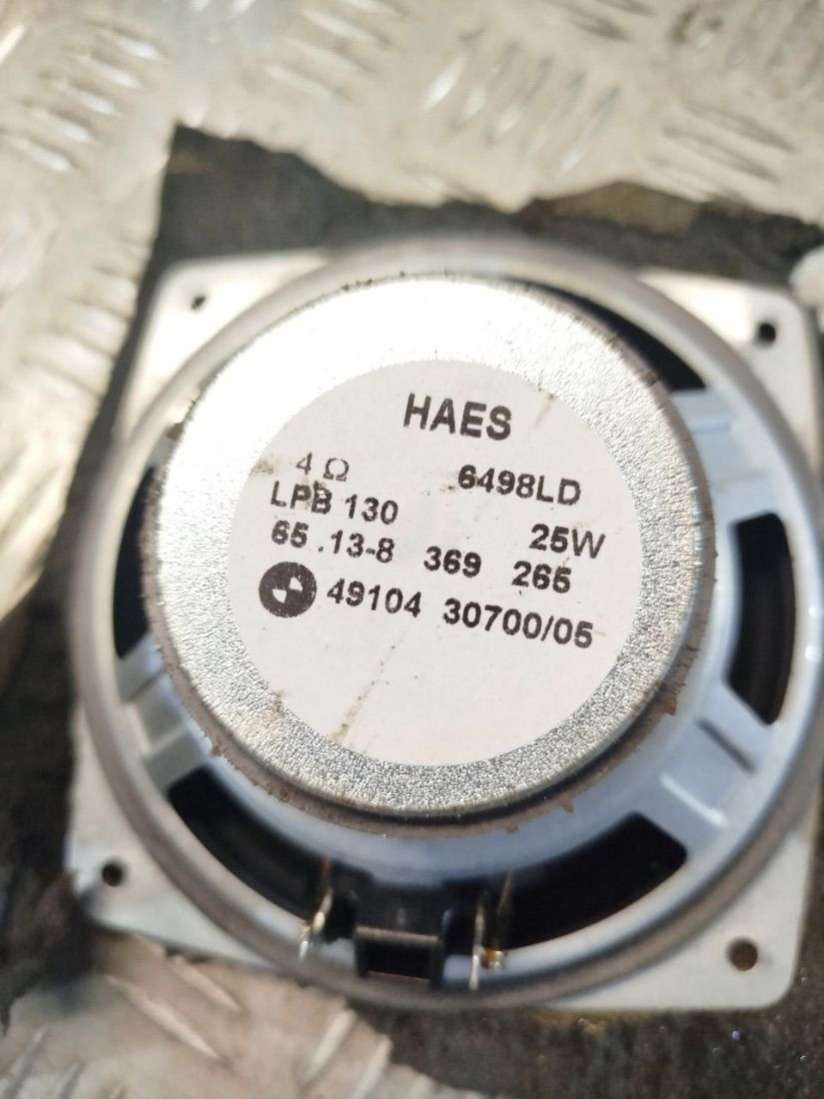 HAES
4 Ω 6498LD
LPB 130 25W
65 .13-8 369 265
49104 30700/05